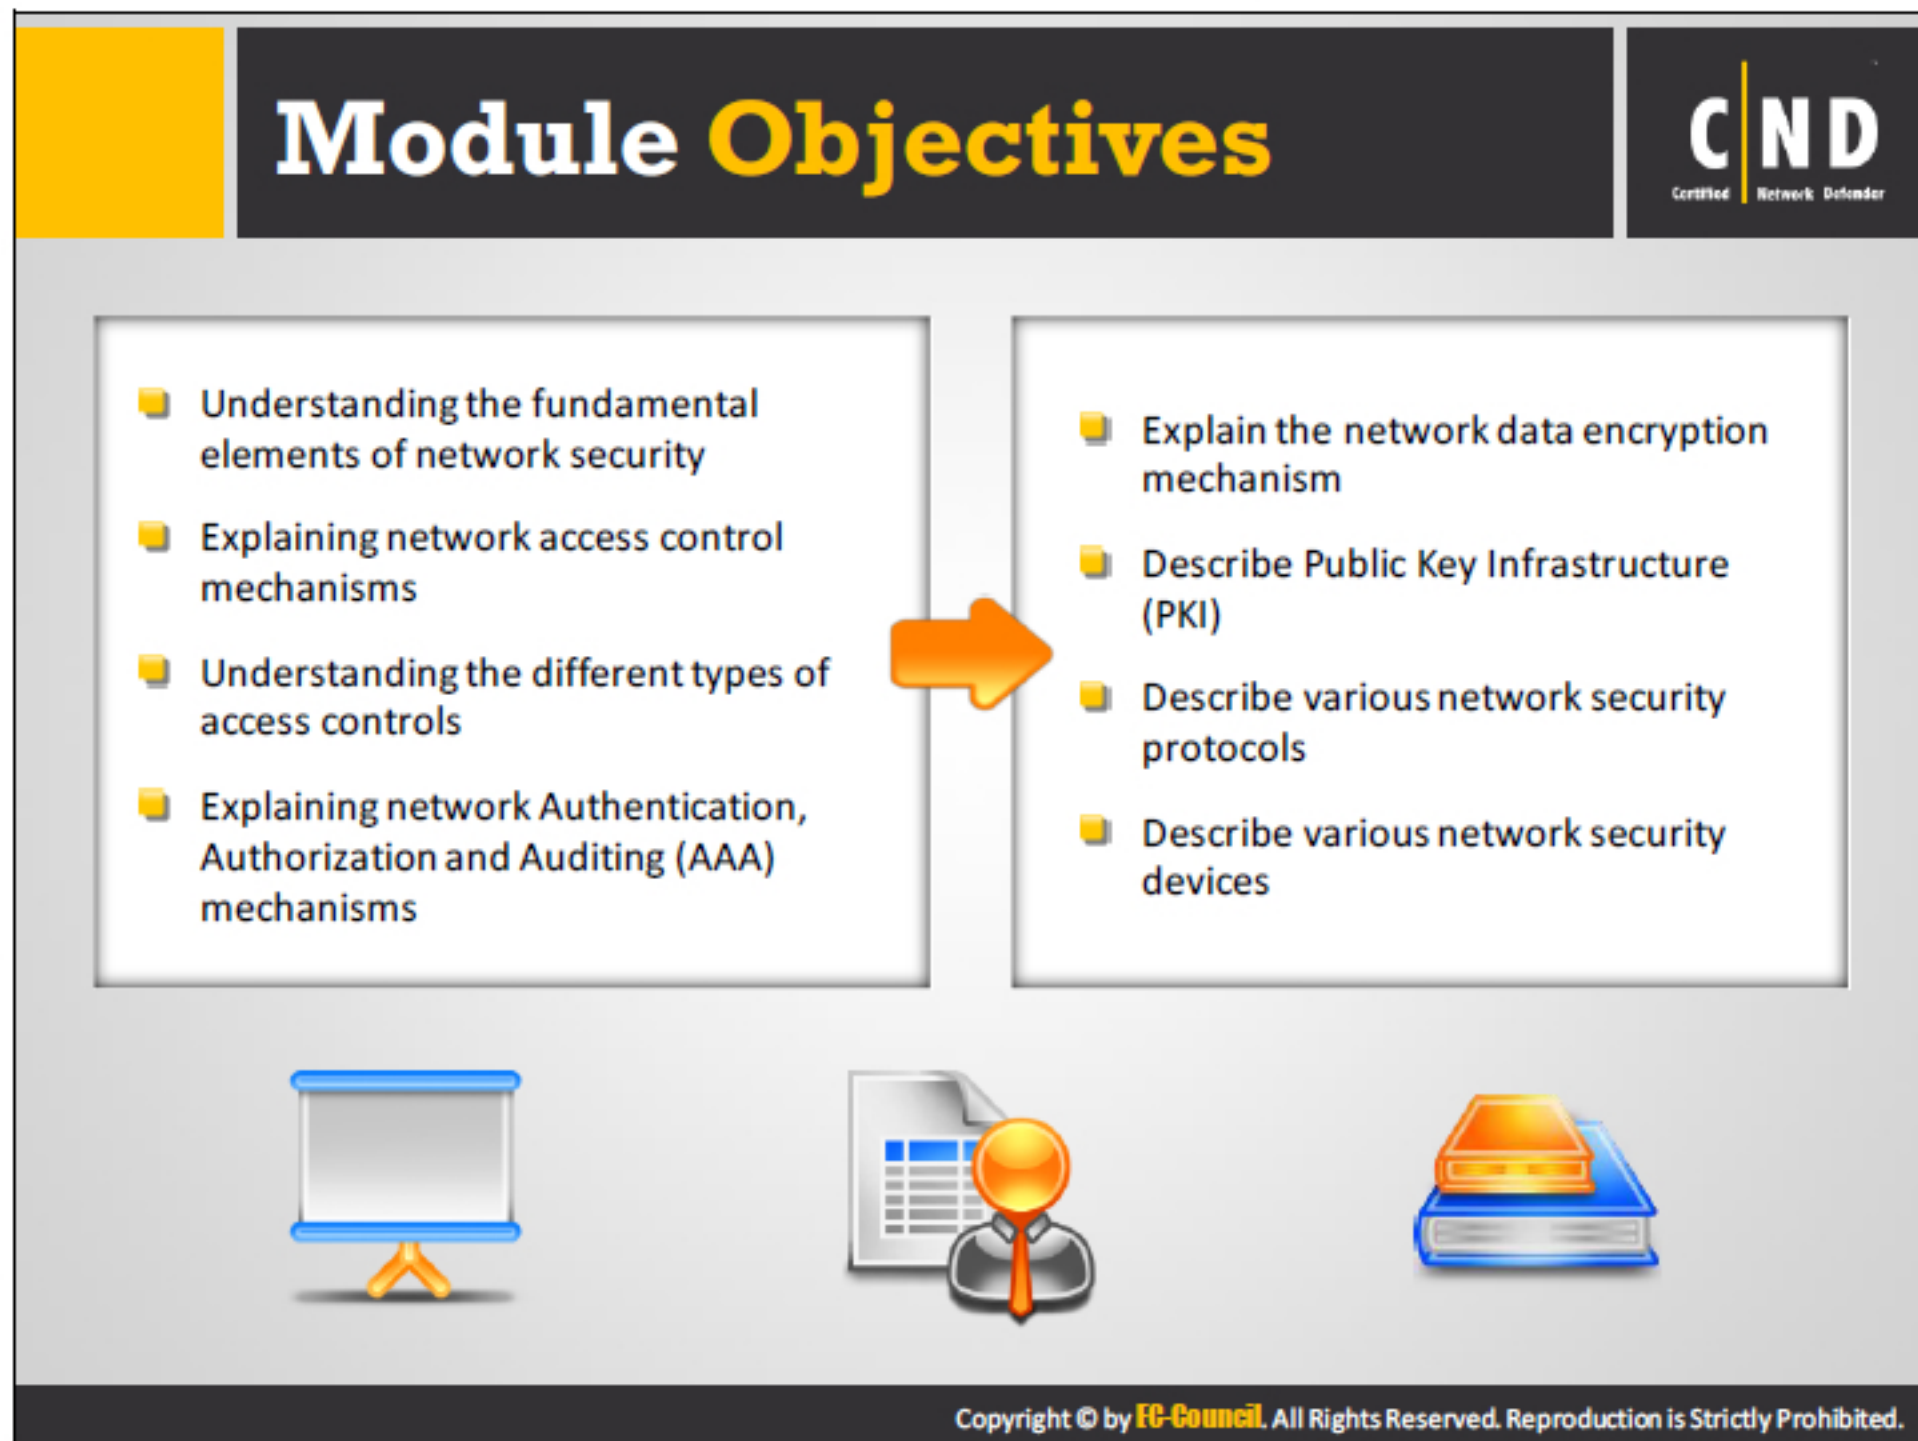 Module Objectives
C|ND
Certified Network Defender
Understanding the fundamental
elements of network security
Explaining network access control
mechanisms
Understanding the different types of
access controls
Explaining network Authentication,
Authorization and Auditing (AAA)
mechanisms
Explain the network data encryption
mechanism
Describe Public Key Infrastructure
(PKI)
Describe various network security
protocols
Describe various network security
devices
Copyright © by EC-Council. All Rights Reserved. Reproduction is Strictly Prohibited.